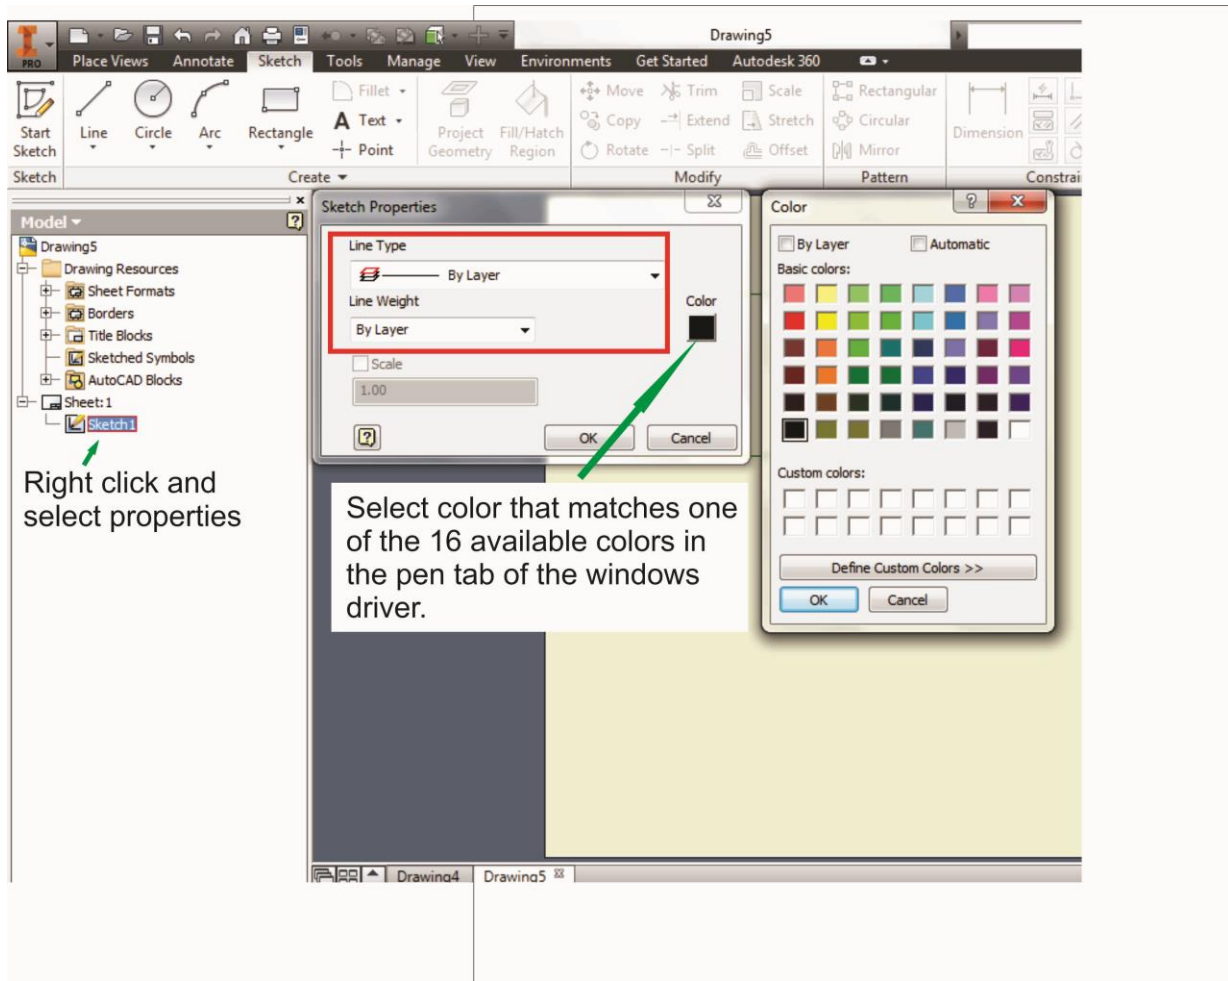 Drawing5
PRO
Place Views Annotate Sketch Tools Manage View Environments Get Started Autodesk 360
Start Sketch
Line
Circle
Arc
Rectangle
Fillet
A Text
Point
Project Geometry
Fill/Hatch Region
Move
Copy
Rotate
Trim
Extend
Split
Scale
Stretch
Offset
Rectangular
Circular
Mirror
Dimension
Sketch
Create
Modify
Pattern
Constrai
Model
Drawing5
Drawing Resources
Sheet Formats
Borders
Title Blocks
Sketched Symbols
AutoCAD Blocks
Sheet:1
Sketch1
Right click and
select properties
Sketch Properties
Line Type
By Layer
Line Weight
By Layer
Color
Scale
1.00
OK Cancel
Select color that matches one
of the 16 available colors in
the pen tab of the windows
driver.
Color
By Layer Automatic
Basic colors:
Custom colors:
Define Custom Colors >>
OK Cancel
Drawing4 Drawing5